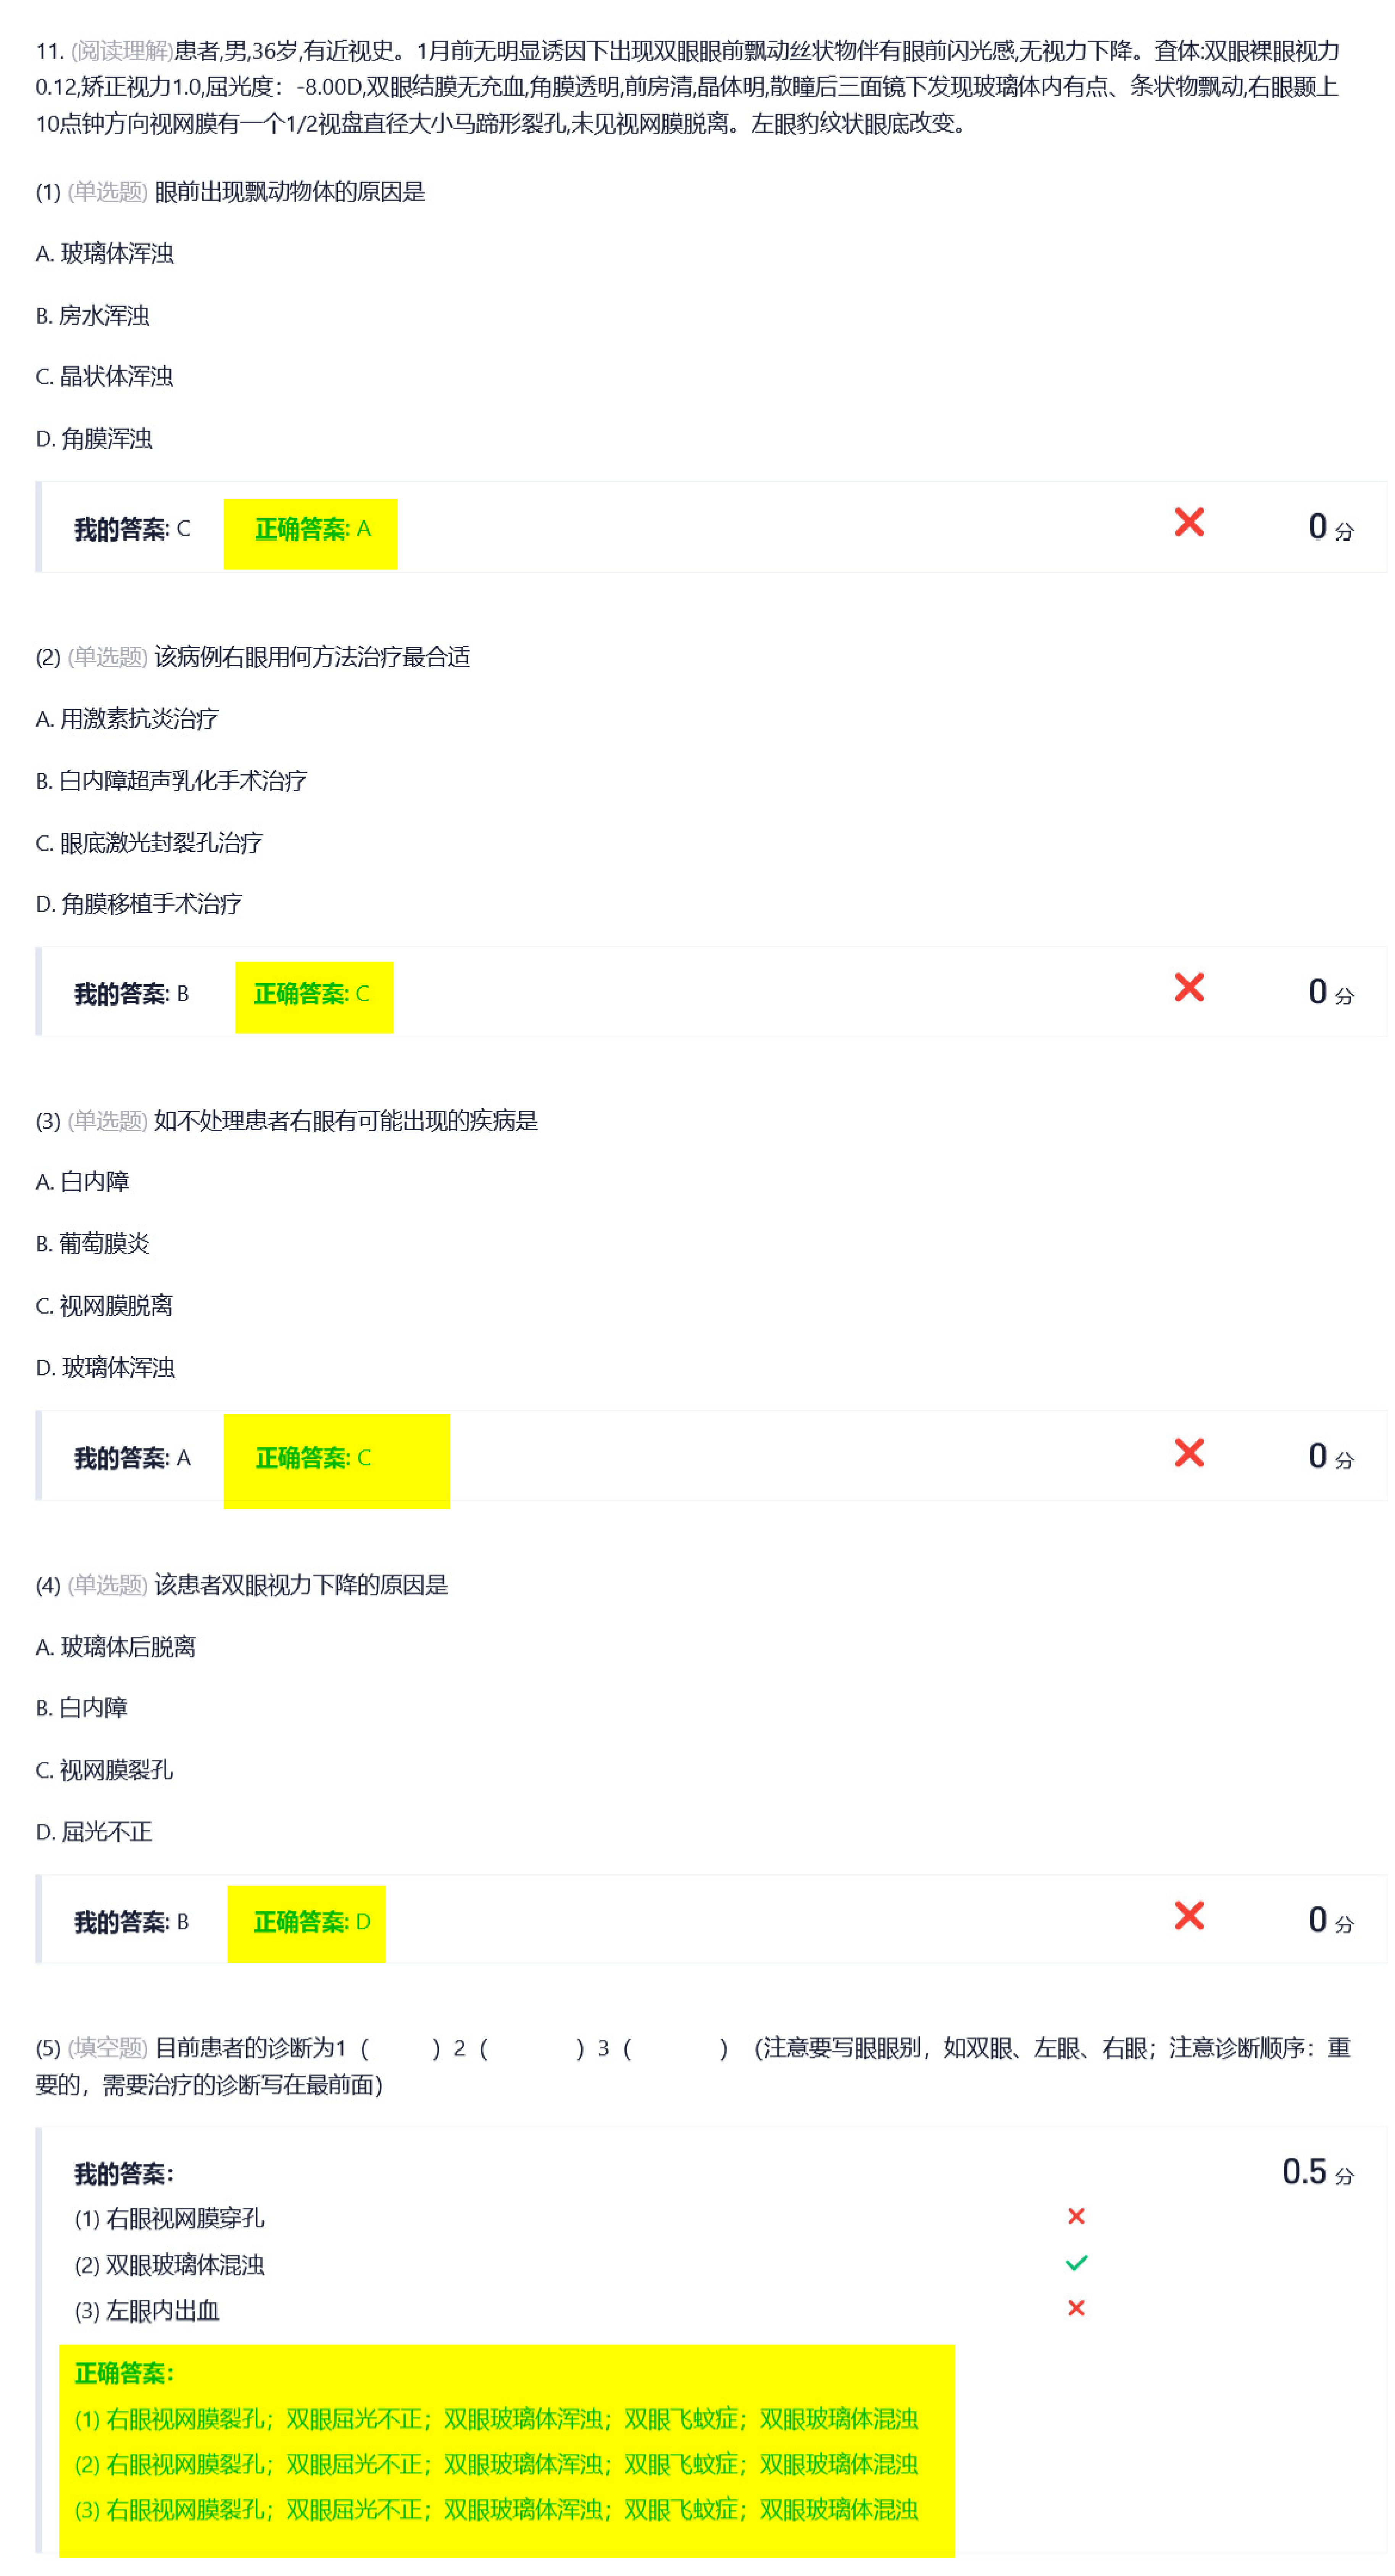 11. (阅读理解)患者,男,36岁,有近视史。1月前无明显诱因下出现双眼眼前飘动丝状物伴有眼前闪光感,无视力下降。查体:双眼裸眼视力
0.12,矫正视力1.0,屈光度：-8.00D,双眼结膜无充血,角膜透明,前房清,晶体明,散瞳后三面镜下发现玻璃体内有点、条状物飘动,右眼颞上
10点钟方向视网膜有一个1/2视盘直径大小马蹄形裂孔,未见视网膜脱离。左眼豹纹状眼底改变。
(1) (单选题) 眼前出现飘动物体的原因是
A. 玻璃体浑浊
B. 房水浑浊
C. 晶状体浑浊
D. 角膜浑浊
我的答案: C 正确答案: A 0 分
(2) (单选题) 该病例右眼用何方法治疗最合适
A. 用激素抗炎治疗
B. 白内障超声乳化手术治疗
C. 眼底激光封裂孔治疗
D. 角膜移植手术治疗
我的答案: B 正确答案: C 0 分
(3) (单选题) 如不处理患者右眼有可能出现的疾病是
A. 白内障
B. 葡萄膜炎
C. 视网膜脱离
D. 玻璃体浑浊
我的答案: A 正确答案: C 0 分
(4) (单选题) 该患者双眼视力下降的原因是
A. 玻璃体后脱离
B. 白内障
C. 视网膜裂孔
D. 屈光不正
我的答案: B 正确答案: D 0 分
(5) (填空题) 目前患者的诊断为1（ ）2（ ）3（ ）（注意要写眼眼别，如双眼、左眼、右眼；注意诊断顺序：重
要的，需要治疗的诊断写在最前面）
我的答案： 0.5 分
(1) 右眼视网膜穿孔
(2) 双眼玻璃体混浊
(3) 左眼内出血
正确答案：
(1) 右眼视网膜裂孔；双眼屈光不正；双眼玻璃体浑浊；双眼飞蚊症；双眼玻璃体混浊
(2) 右眼视网膜裂孔；双眼屈光不正；双眼玻璃体浑浊；双眼飞蚊症；双眼玻璃体混浊
(3) 右眼视网膜裂孔；双眼屈光不正；双眼玻璃体浑浊；双眼飞蚊症；双眼玻璃体混浊